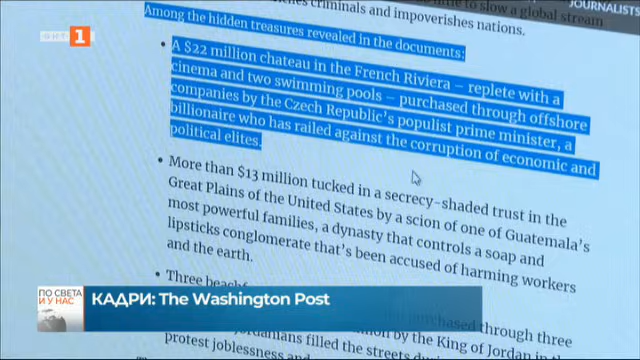 JOURNALISTS
criminals and impoverishes nations.
to slow a global stream
Among the hidden treasures revealed in the documents:
БНТ 1
• A $22 million chateau in the French Riviera – replete with a
cinema and two swimming pools – purchased through offshore
companies by the Czech Republic's populist prime minister, a
billionaire who has railed against the corruption of economic and
political elites.
• More than $13 million tucked in a secrecy-shaded trust in the
Great Plains of the United States by a scion of one of Guatemala's
most powerful families, a dynasty that controls a soap and
lipsticks conglomerate that's been accused of harming workers
and the earth.
• Three
purchased through three
by the King of Jordan in
filled the streets
protest joblessness and
ПО СВЕТА
И У НАС
КАДРИ: The Washington Post